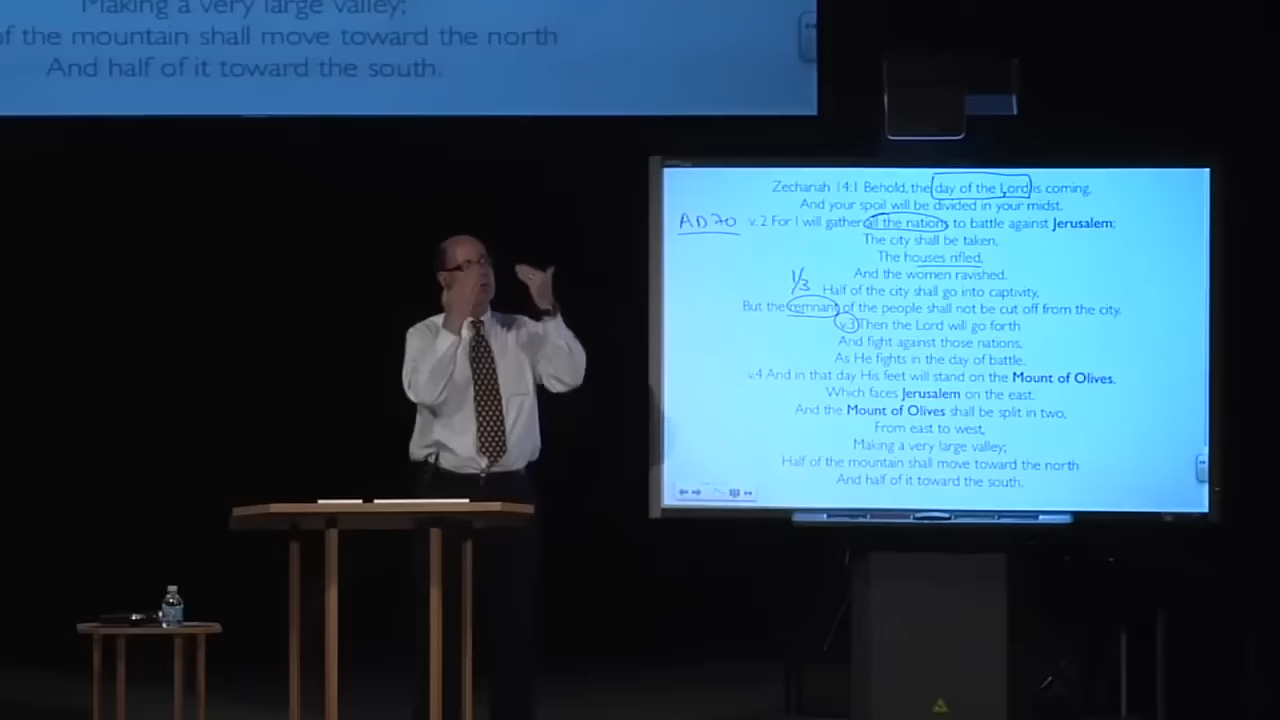 Making a very large valley;
of the mountain shall move toward the north
And half of it toward the south.
Zechariah 14:1 Behold, the day of the Lord is coming,
And your spoil will be divided in your midst.
AD 70 v. 2 For I will gather all the nations to battle against Jerusalem;
The city shall be taken,
The houses rifled,
And the women ravished.
1/3 Half of the city shall go into captivity,
But the remnant of the people shall not be cut off from the city.
v.3 Then the Lord will go forth
And fight against those nations,
As He fights in the day of battle.
v.4 And in that day His feet will stand on the Mount of Olives,
Which faces Jerusalem on the east.
And the Mount of Olives shall be split in two,
From east to west,
Making a very large valley;
Half of the mountain shall move toward the north
And half of it toward the south.